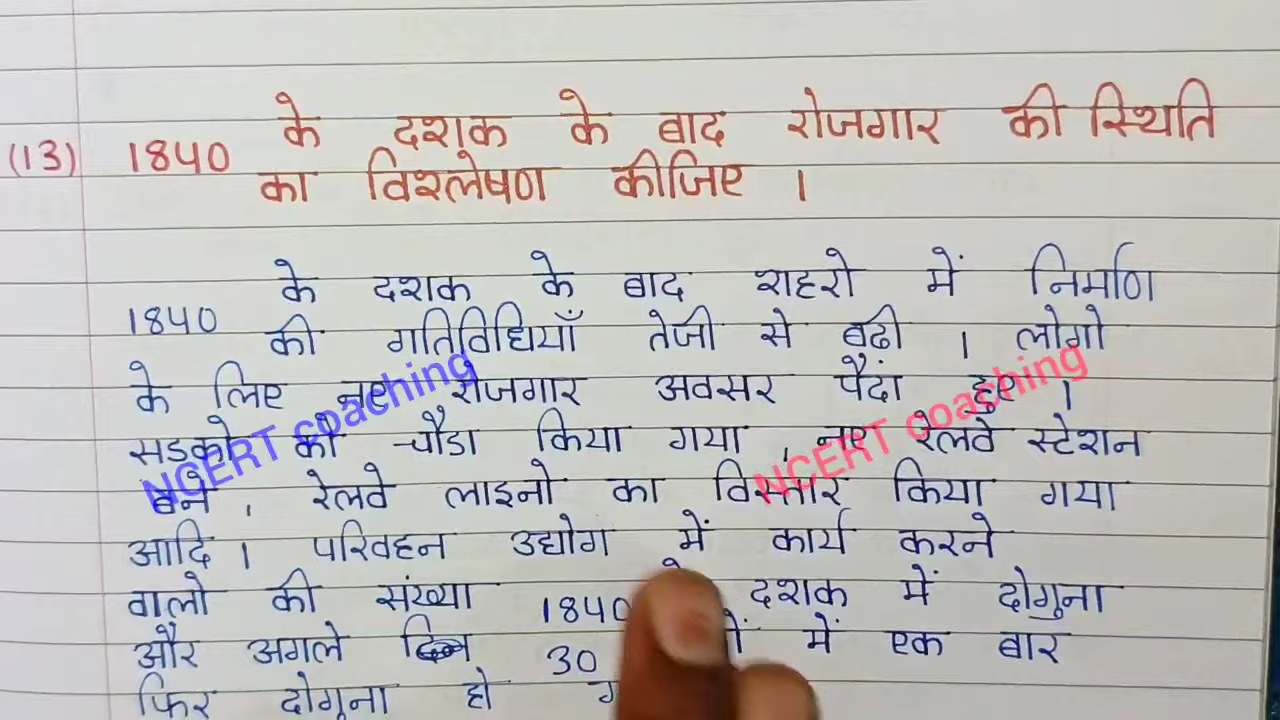 (13) 1840 के दशक के बाद रोजगार की स्थिति
का विश्लेषण कीजिए ।
1840 के दशक के बाद शहरो में निर्माण
की गतिविधियाँ तेजी से बढी । लोगो
के लिए नए रोजगार अवसर पैदा हुए ।
सडको को चौडा किया गया , नए रेलवे स्टेशन
बने , रेलवे लाइनो का विस्तार किया गया
आदि । परिवहन उद्योग में कार्य करने
वालो की संख्या 1840 दशक में दोगुना
और अगले 30 में एक बार
फिर दोगुना हो
NCERT coaching
NCERT coaching